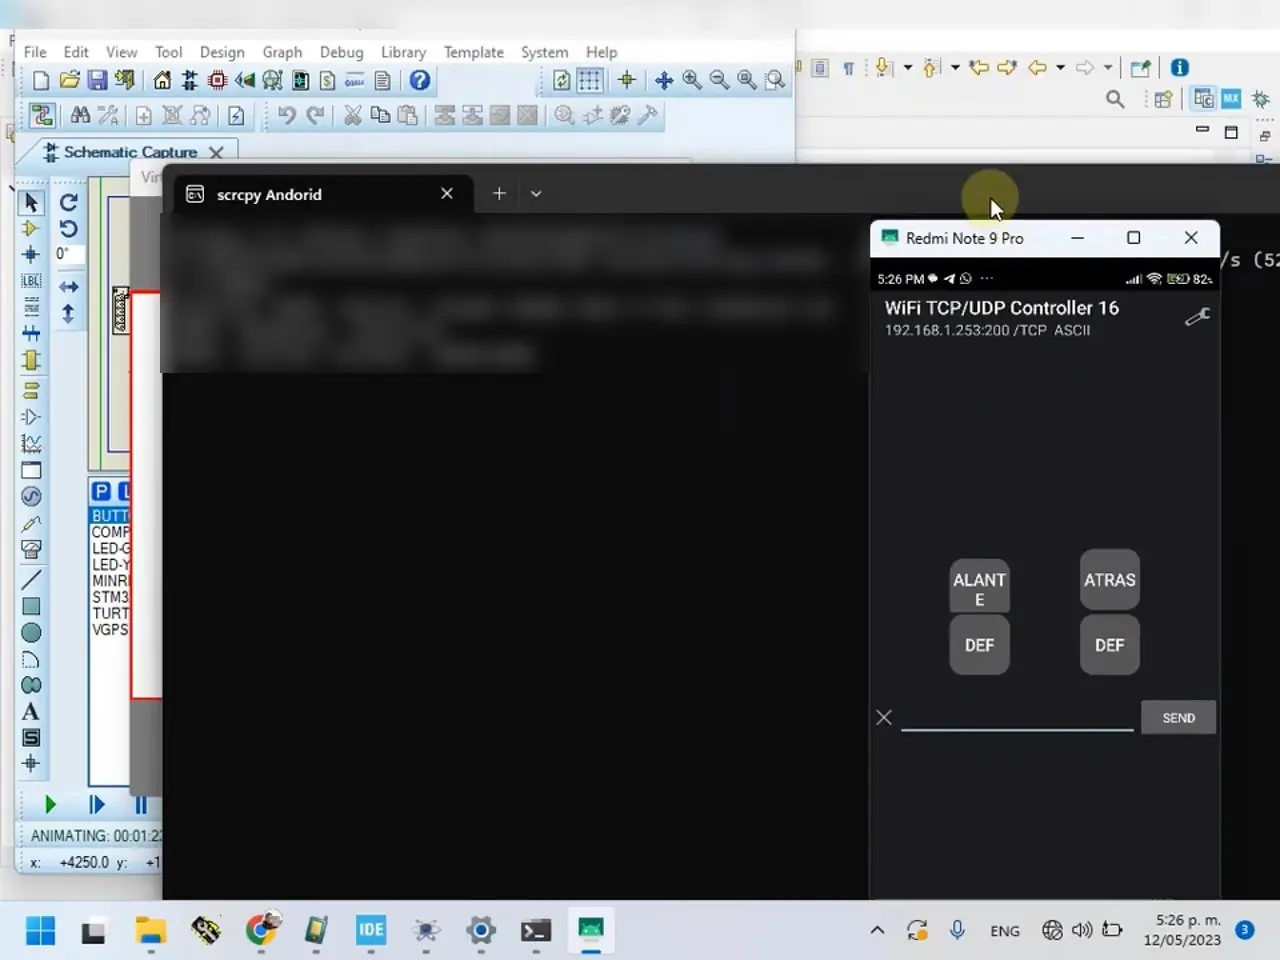 File Edit View Tool Design Graph Debug Library Template System Help
Schematic Capture
scrcpy Andorid
LBL
0°
P
BUTT
COMP
LED-G
LED-Y
MINR
STM3
TURT
VGPS
A
S
ANIMATING: 00:01:23
x: +4250.0 y: +1
MX
/s (52
Redmi Note 9 Pro
5:26 PM 82
WiFi TCP/UDP Controller 16
192.168.1.253:200 /TCP ASCII
ALANT
E
ATRAS
DEF DEF
SEND
IDE
ENG
5:26 p. m.
12/05/2023
3